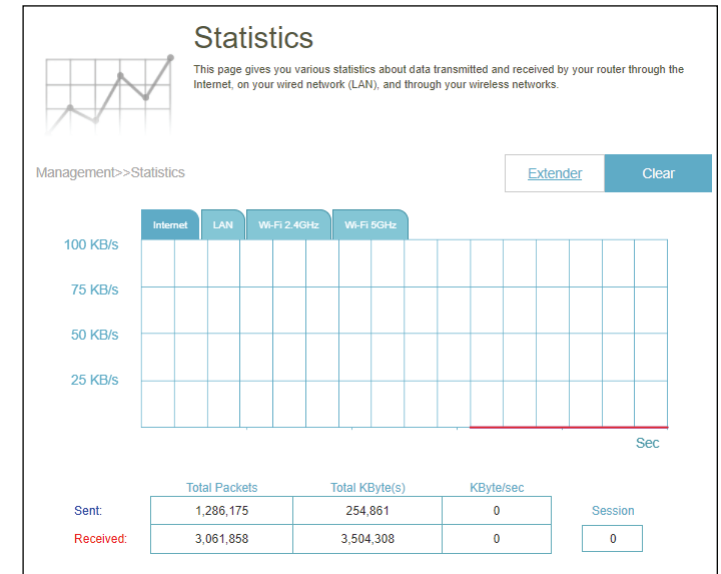 Statistics
This page gives you various statistics about data transmitted and received by your router through the
Internet, on your wired network (LAN), and through your wireless networks.
Management>>Statistics
Extender
Clear
Internet
LAN
Wi-Fi 2.4GHz
Wi-Fi 5GHz
100 KB/s
75 KB/s
50 KB/s
25 KB/s
Sec
Total Packets Total KByte(s) KByte/sec
Sent: 1,286,175 254,861 0 Session
Received: 3,061,858 3,504,308 0 0